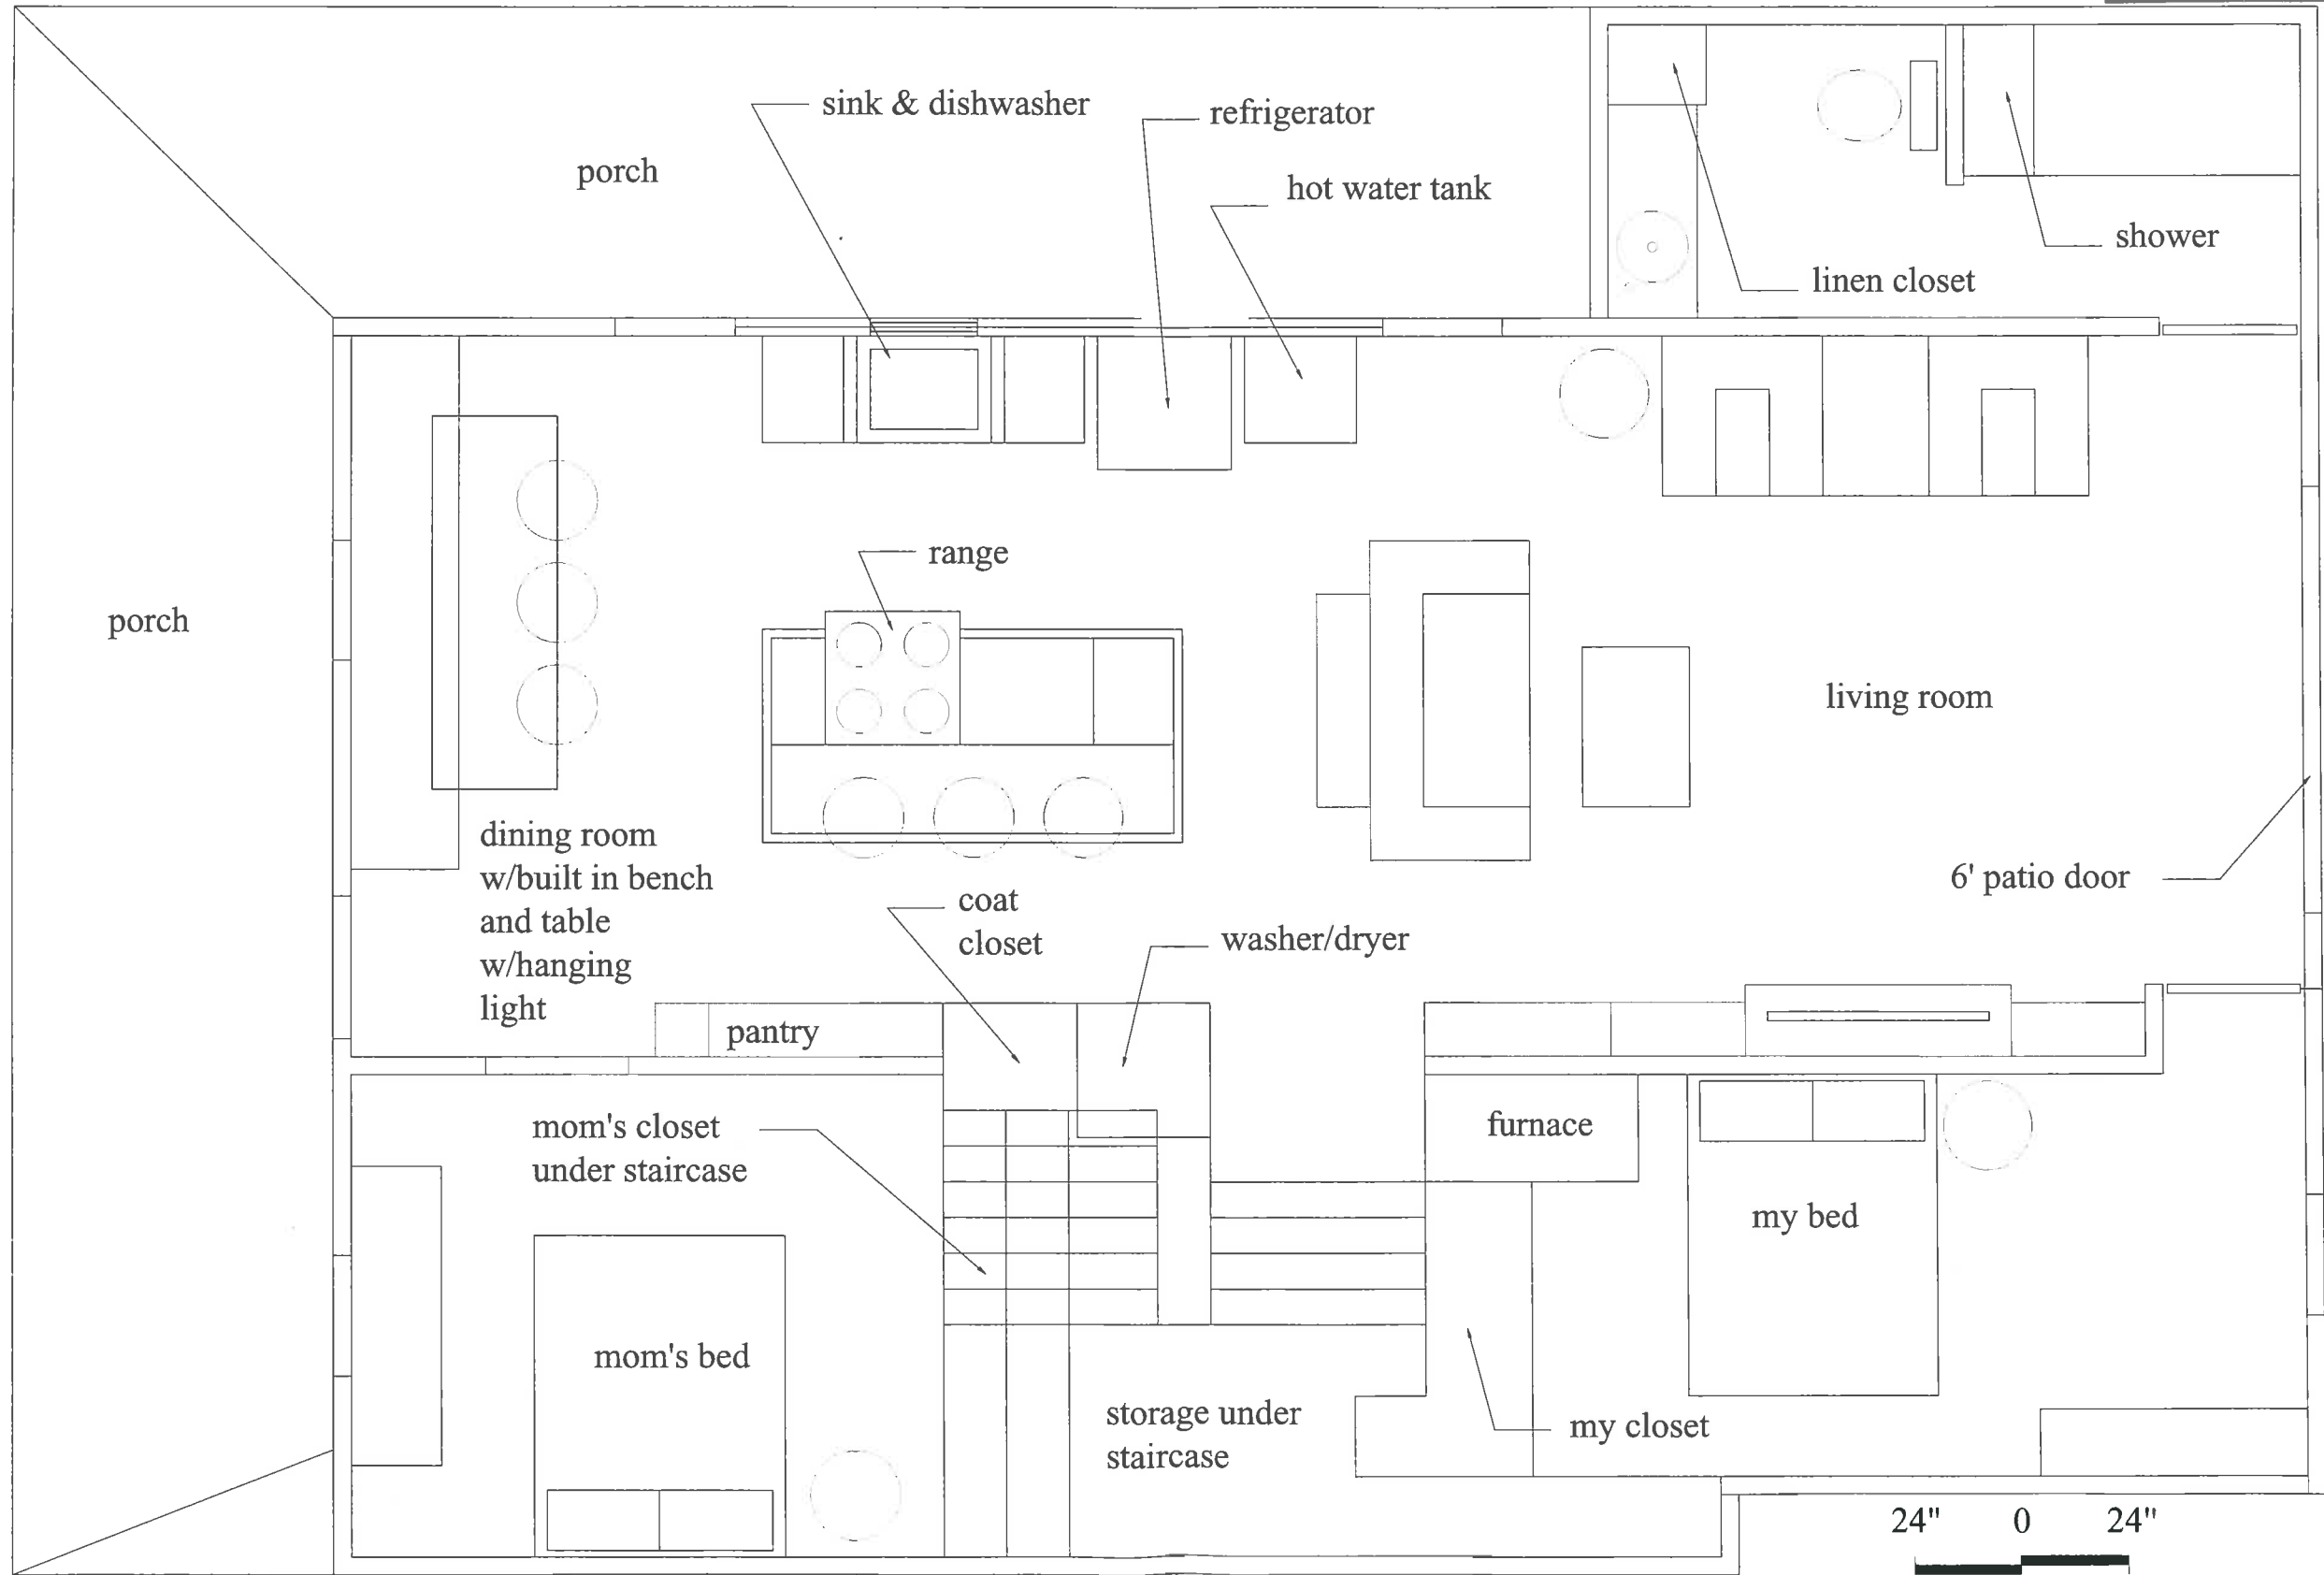 sink & dishwasher
refrigerator
porch
hot water tank
shower
linen closet
range
porch
living room
dining room
w/built in bench
and table
w/hanging
light
6' patio door
coat
closet
washer/dryer
pantry
mom's closet
under staircase
furnace
my bed
mom's bed
storage under
staircase
my closet
24" 0 24"